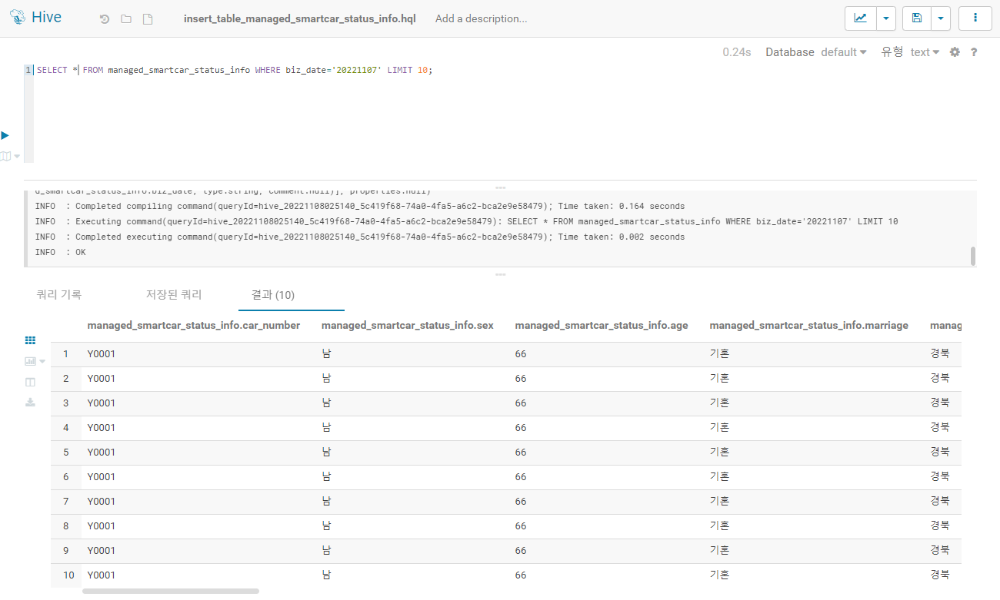 Hive insert_table_managed_smartcar_status_info.hql Add a description...
0.24s Database default 유형 text ?
1 SELECT * FROM managed_smartcar_status_info WHERE biz_date='20221107' LIMIT 10;
d_smartcar_status_info.biz_date, type:string, comment:null)], properties:null)
INFO : Completed compiling command(queryId=hive_20221108025140_5c419f68-74a0-4fa5-a6c2-bca2e9e58479); Time taken: 0.164 seconds
INFO : Executing command(queryId=hive_20221108025140_5c419f68-74a0-4fa5-a6c2-bca2e9e58479): SELECT * FROM managed_smartcar_status_info WHERE biz_date='20221107' LIMIT 10
INFO : Completed executing command(queryId=hive_20221108025140_5c419f68-74a0-4fa5-a6c2-bca2e9e58479); Time taken: 0.002 seconds
INFO : OK
쿼리 기록 저장된 쿼리 결과 (10)
managed_smartcar_status_info.car_number managed_smartcar_status_info.sex managed_smartcar_status_info.age managed_smartcar_status_info.marriage manag
1 Y0001 남 66 기혼 경북
2 Y0001 남 66 기혼 경북
3 Y0001 남 66 기혼 경북
4 Y0001 남 66 기혼 경북
5 Y0001 남 66 기혼 경북
6 Y0001 남 66 기혼 경북
7 Y0001 남 66 기혼 경북
8 Y0001 남 66 기혼 경북
9 Y0001 남 66 기혼 경북
10 Y0001 남 66 기혼 경북